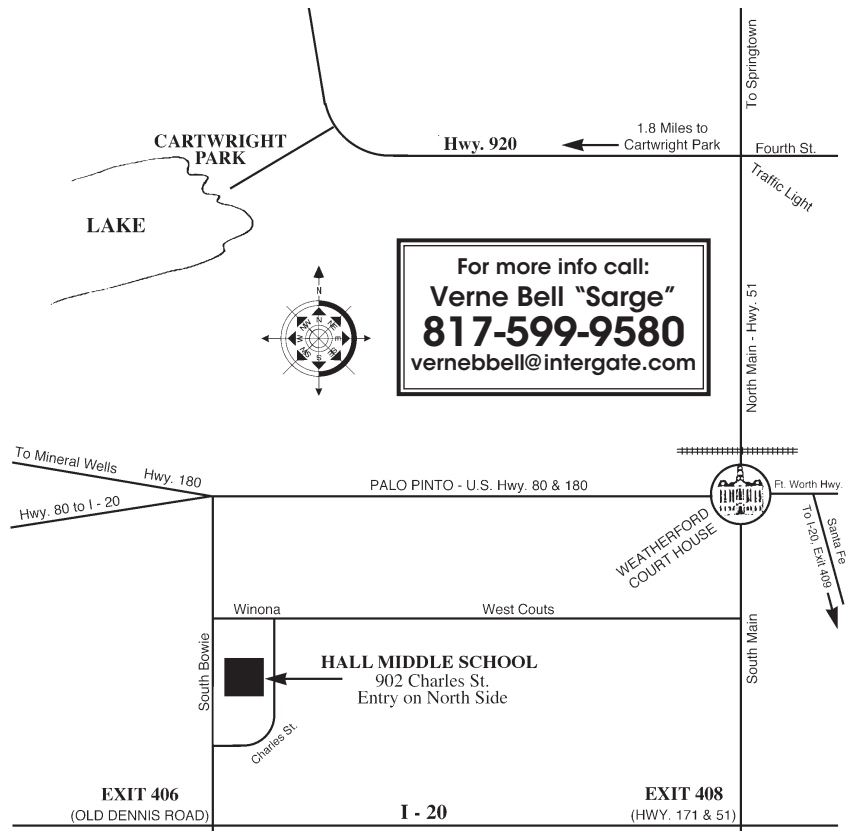 To Springtown
CARTWRIGHT
PARK
Hwy. 920
1.8 Miles to
Cartwright Park
Fourth St.
Traffic Light
LAKE
For more info call:
Verne Bell “Sarge”
817-599-9580
vernebbell@intergate.com
N
N
NE
E
SE
S
SW
W
NW
North Main - Hwy. 51
To Mineral Wells
Hwy. 180
Hwy. 80 to I - 20
PALO PINTO - U.S. Hwy. 80 & 180
Ft. Worth Hwy.
WEATHERFORD
COURT HOUSE
Santa Fe
To I-20, Exit 409
Winona
West Couts
South Bowie
South Main
HALL MIDDLE SCHOOL
902 Charles St.
Entry on North Side
Charles St.
EXIT 406
(OLD DENNIS ROAD)
I - 20
EXIT 408
(HWY. 171 & 51)